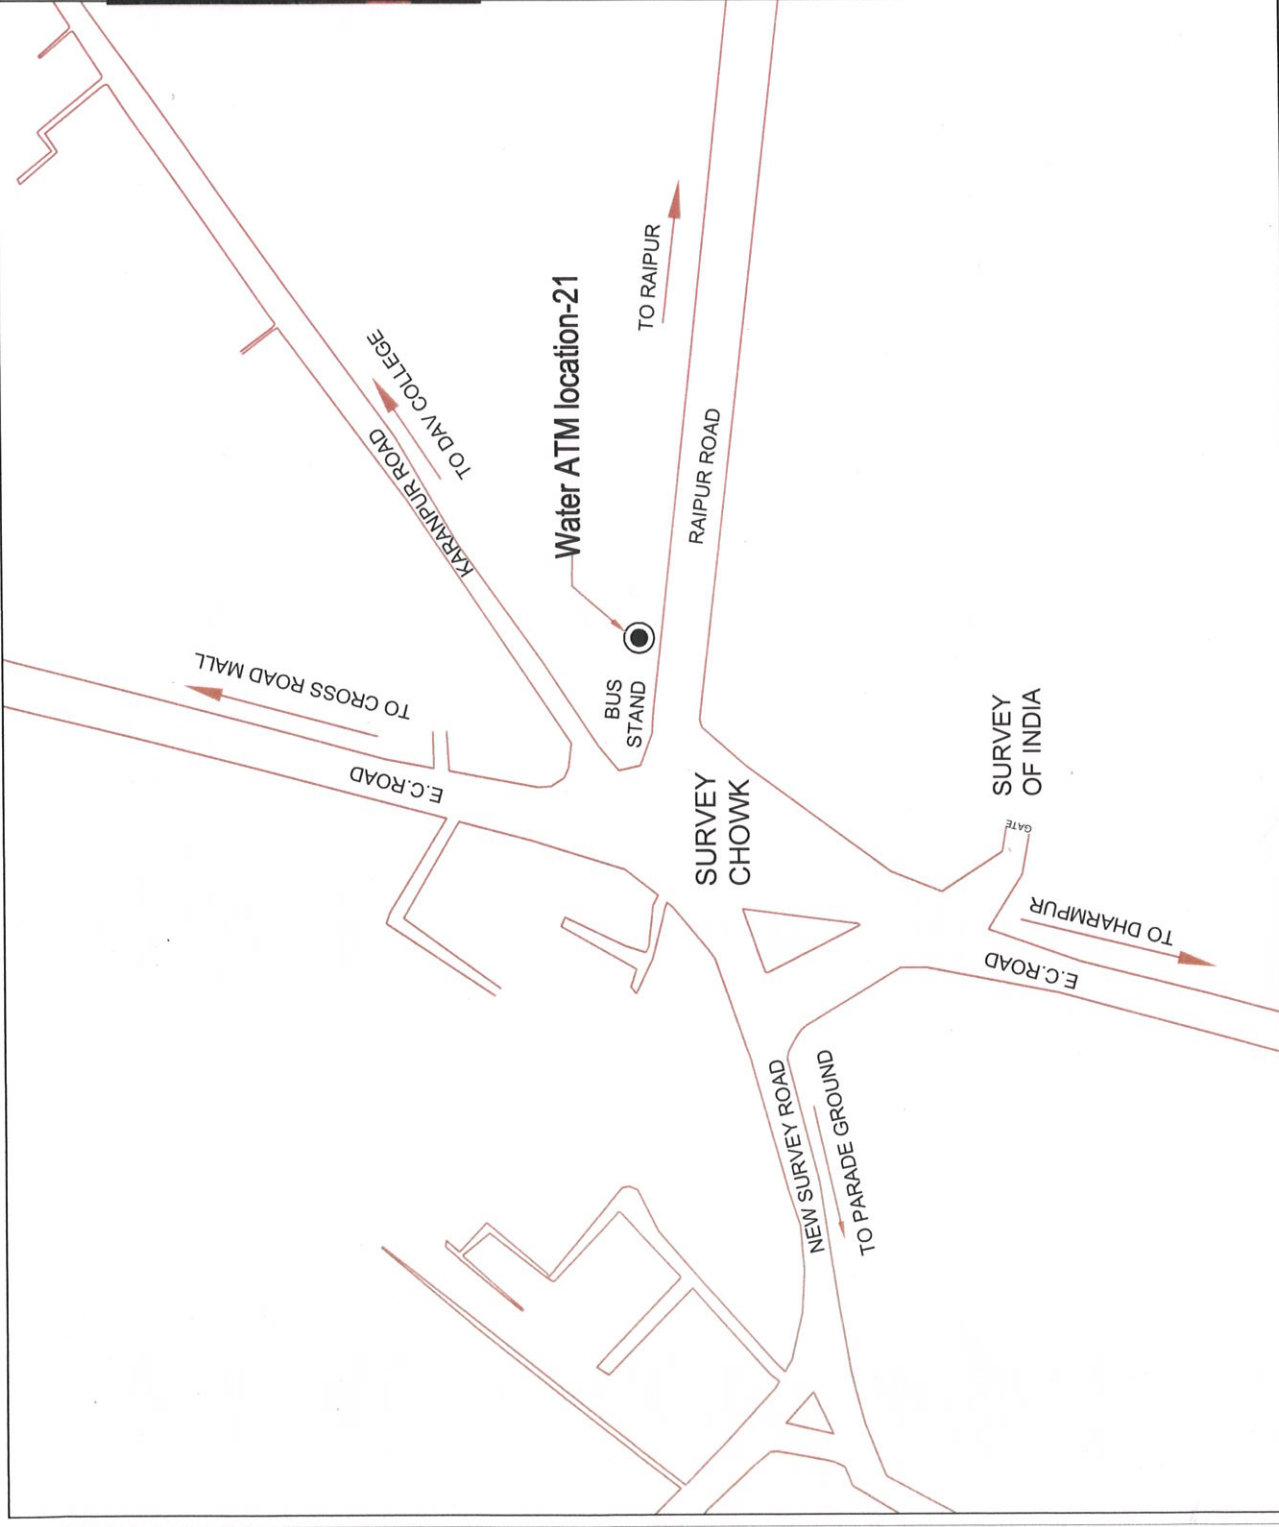 TO DAV COLLEGE
KARANPUR ROAD
Water ATM location-21
TO RAIPUR
RAIPUR ROAD
TO CROSS ROAD MALL
E.C.ROAD
BUS
STAND
SURVEY
CHOWK
SURVEY
OF INDIA
GATE
TO DHARMPUR
E.C.ROAD
NEW SURVEY ROAD
TO PARADE GROUND